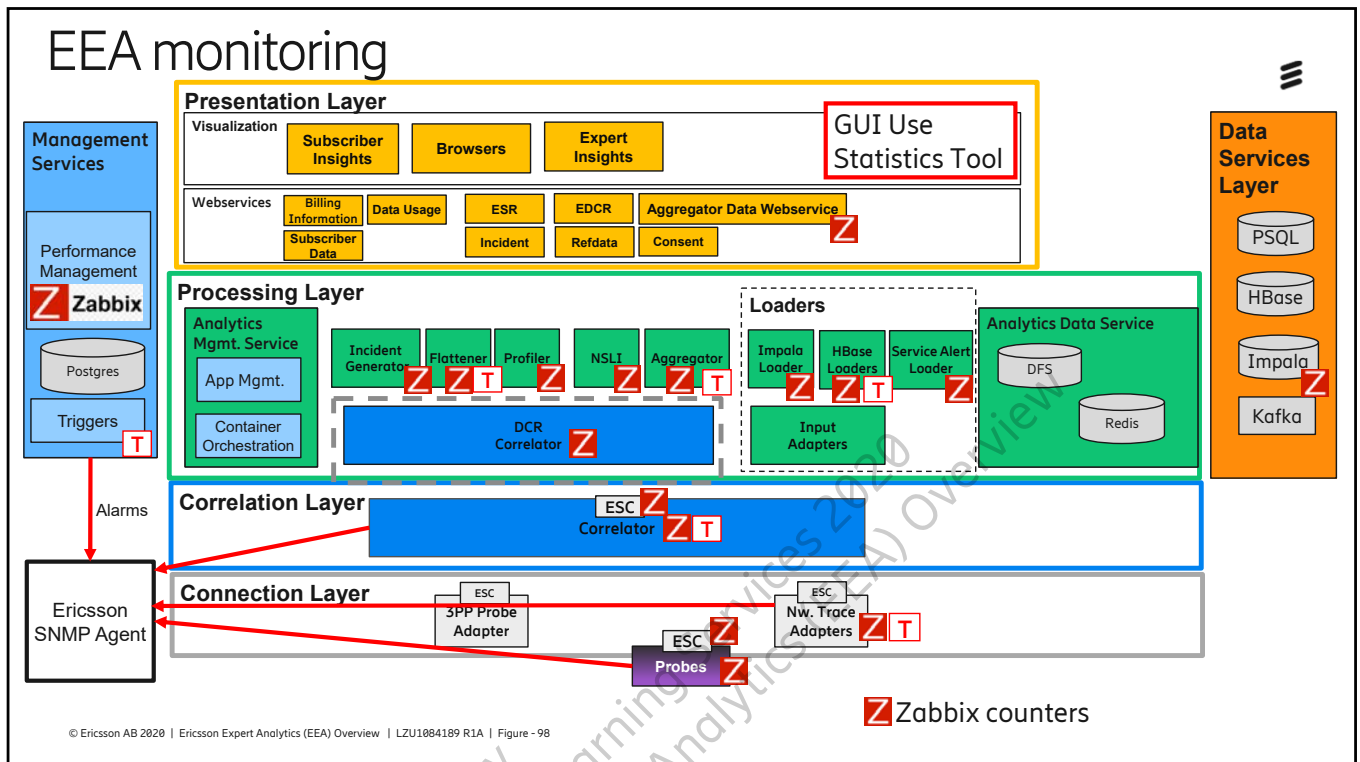 EEA monitoring
Management
Services
Performance
Management
Z Zabbix
Postgres
Triggers
T
Alarms
Ericsson
SNMP Agent
Presentation Layer
Visualization
Subscriber
Insights
Browsers
Expert
Insights
GUI Use
Statistics Tool
Webservices
Billing
Information
Data Usage
ESR
EDCR
Aggregator Data Webservice
Z
Subscriber
Data
Incident
Refdata
Consent
Processing Layer
Analytics
Mgmt. Service
App Mgmt.
Container
Orchestration
Incident
Generator
Z
Flattener
Z T
Profiler
Z
NSLI
Z
Aggregator
Z T
DCR
Correlator
Z
Loaders
Impala
Loader
Z
HBase
Loaders
Z T
Service Alert
Loader
Z
Input
Adapters
Analytics Data Service
DFS
Redis
Correlation Layer
ESC Z
Correlator Z T
Connection Layer
ESC
3PP Probe
Adapter
ESC Z
Probes Z
ESC
Nw. Trace
Adapters Z T
Data
Services
Layer
PSQL
HBase
Impala
Z
Kafka
Z Zabbix counters
© Ericsson AB 2020 | Ericsson Expert Analytics (EEA) Overview | LZU1084189 R1A | Figure - 98